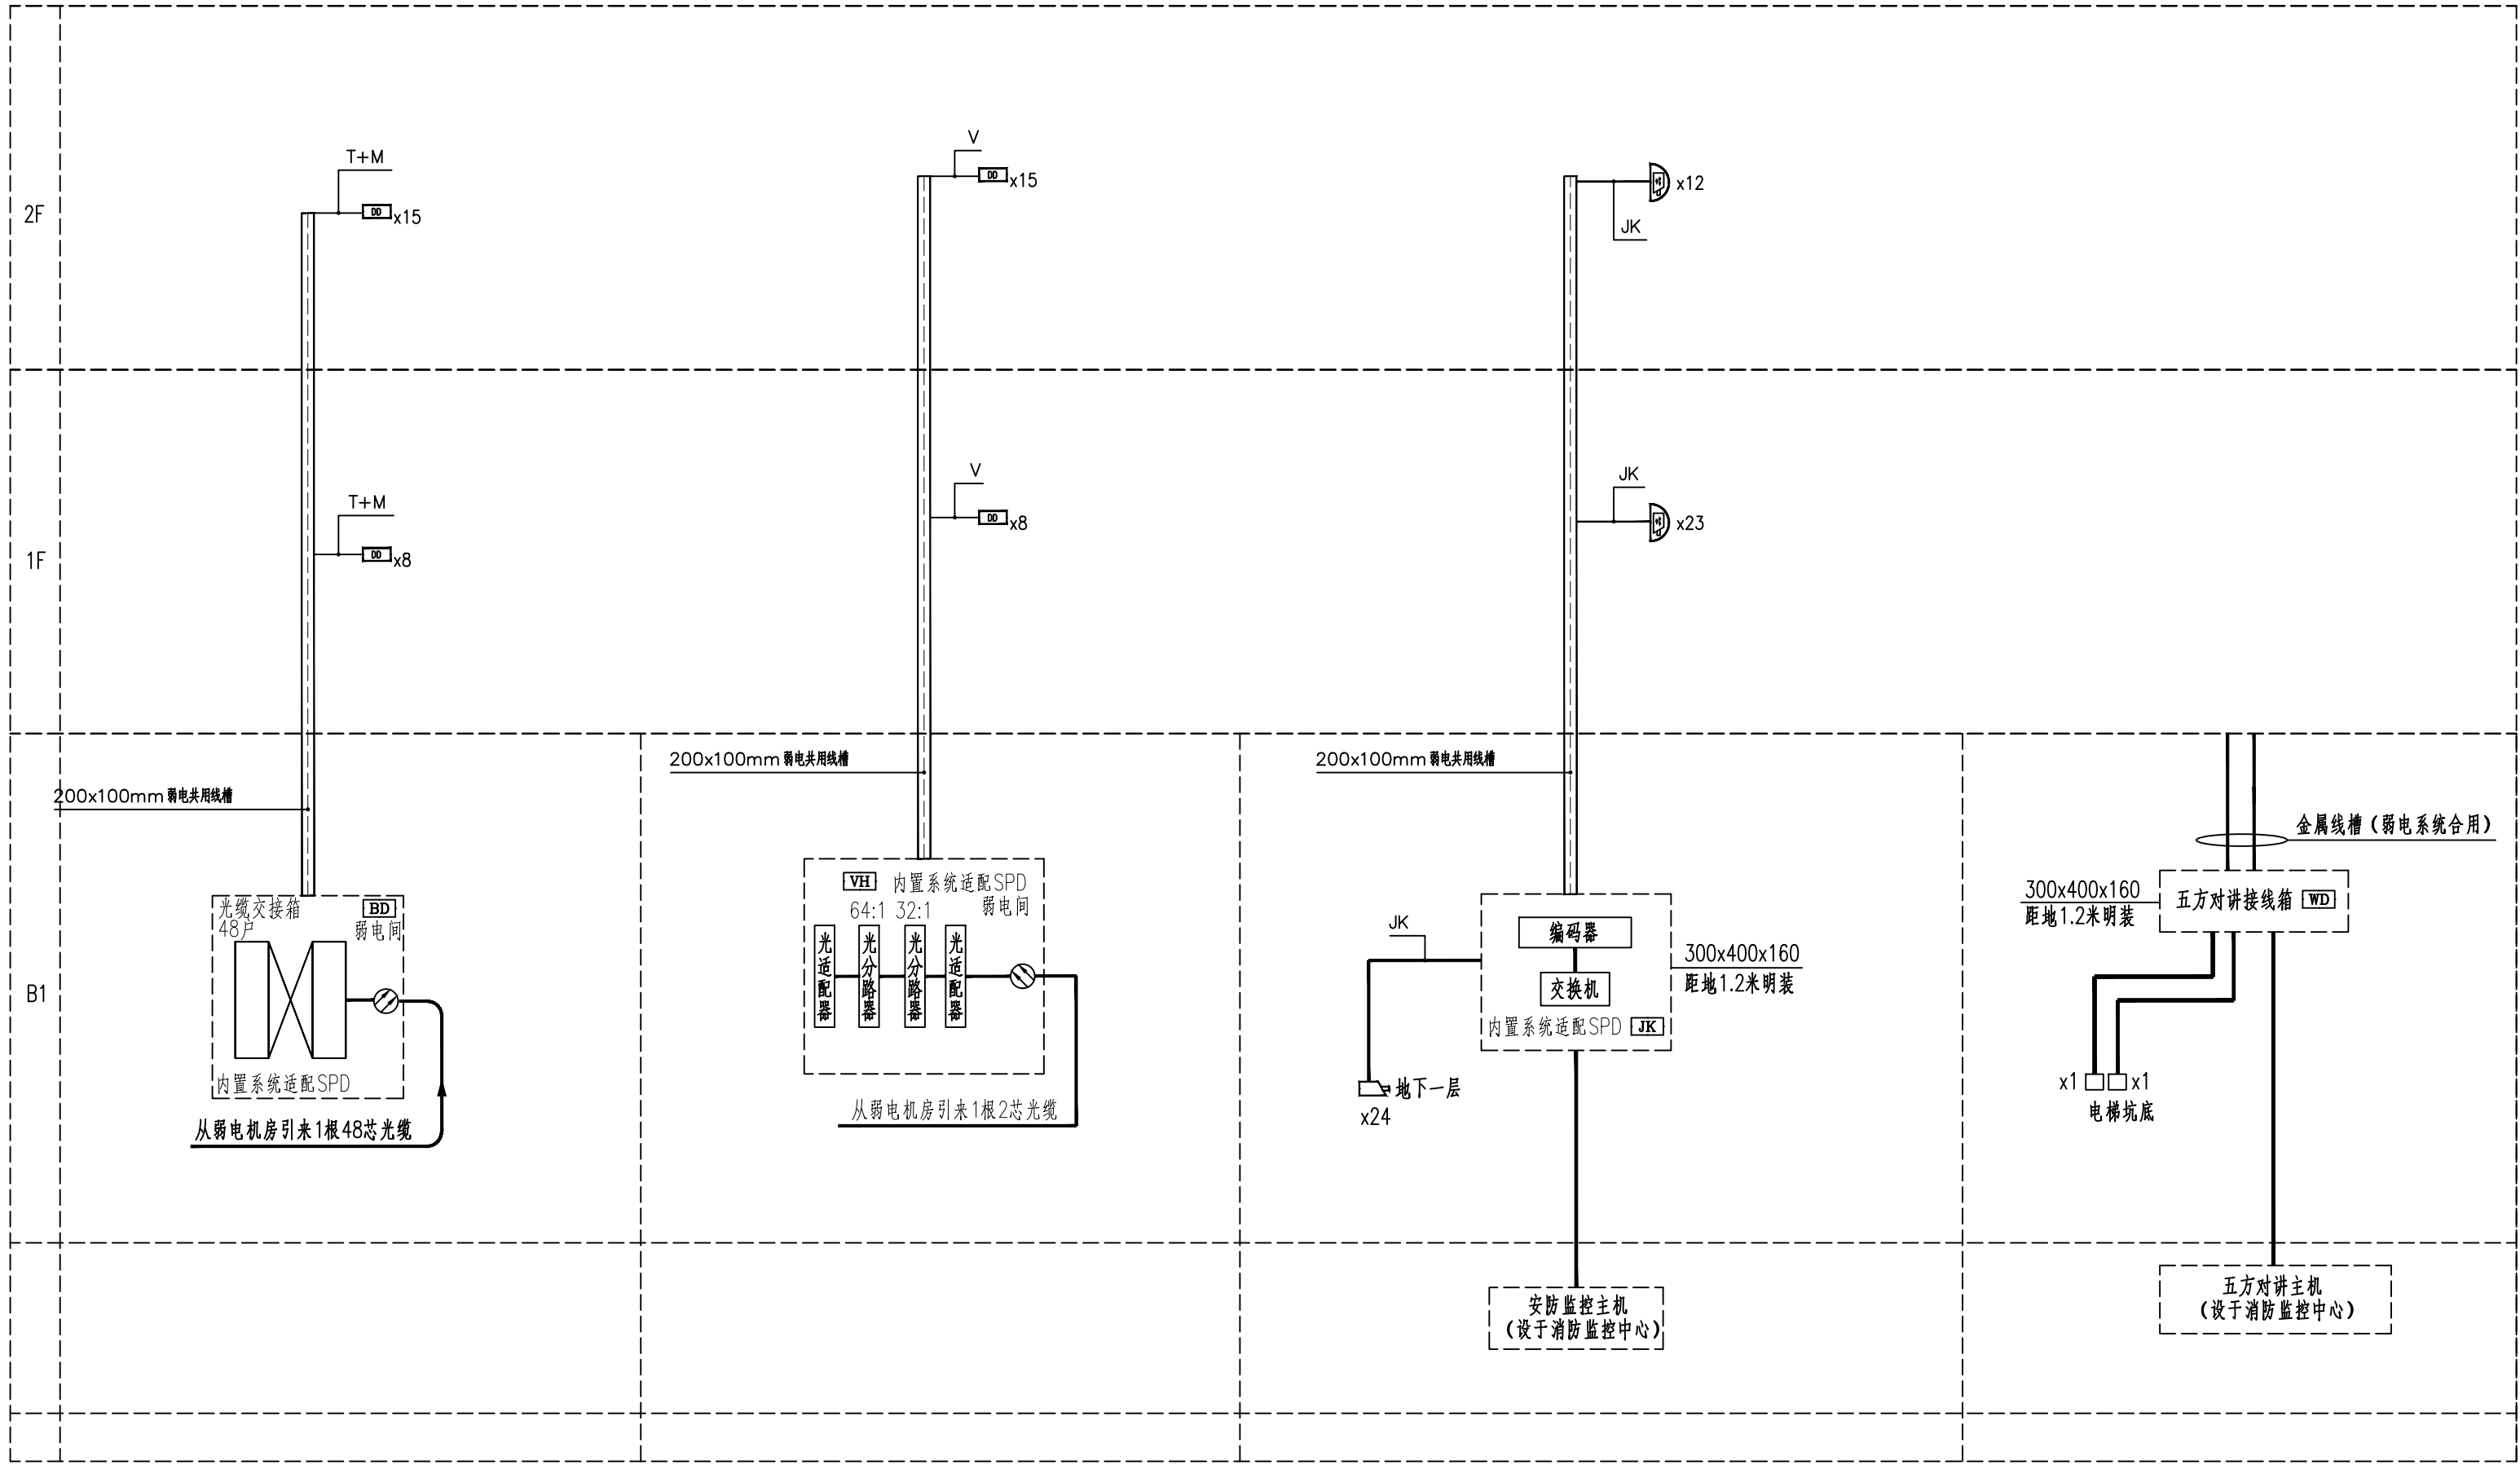 2F
T+M
DD x15
V
DD x15
x12
JK
1F
T+M
DD x8
V
DD x8
JK
x23
B1
200x100mm 弱电共用线槽
光缆交接箱
48户
BD
弱电间
内置系统适配SPD
从弱电机房引来1根48芯光缆
200x100mm 弱电共用线槽
VH 内置系统适配SPD
64:1 32:1 弱电间
光适配器
光分路器
光分路器
光适配器
从弱电机房引来1根2芯光缆
200x100mm 弱电共用线槽
JK
编码器
交换机
内置系统适配SPD JK
300x400x160
距地1.2米明装
地下一层
x24
安防监控主机
(设于消防监控中心)
金属线槽(弱电系统合用)
300x400x160
距地1.2米明装
五方对讲接线箱 WD
x1 x1
电梯坑底
五方对讲主机
(设于消防监控中心)